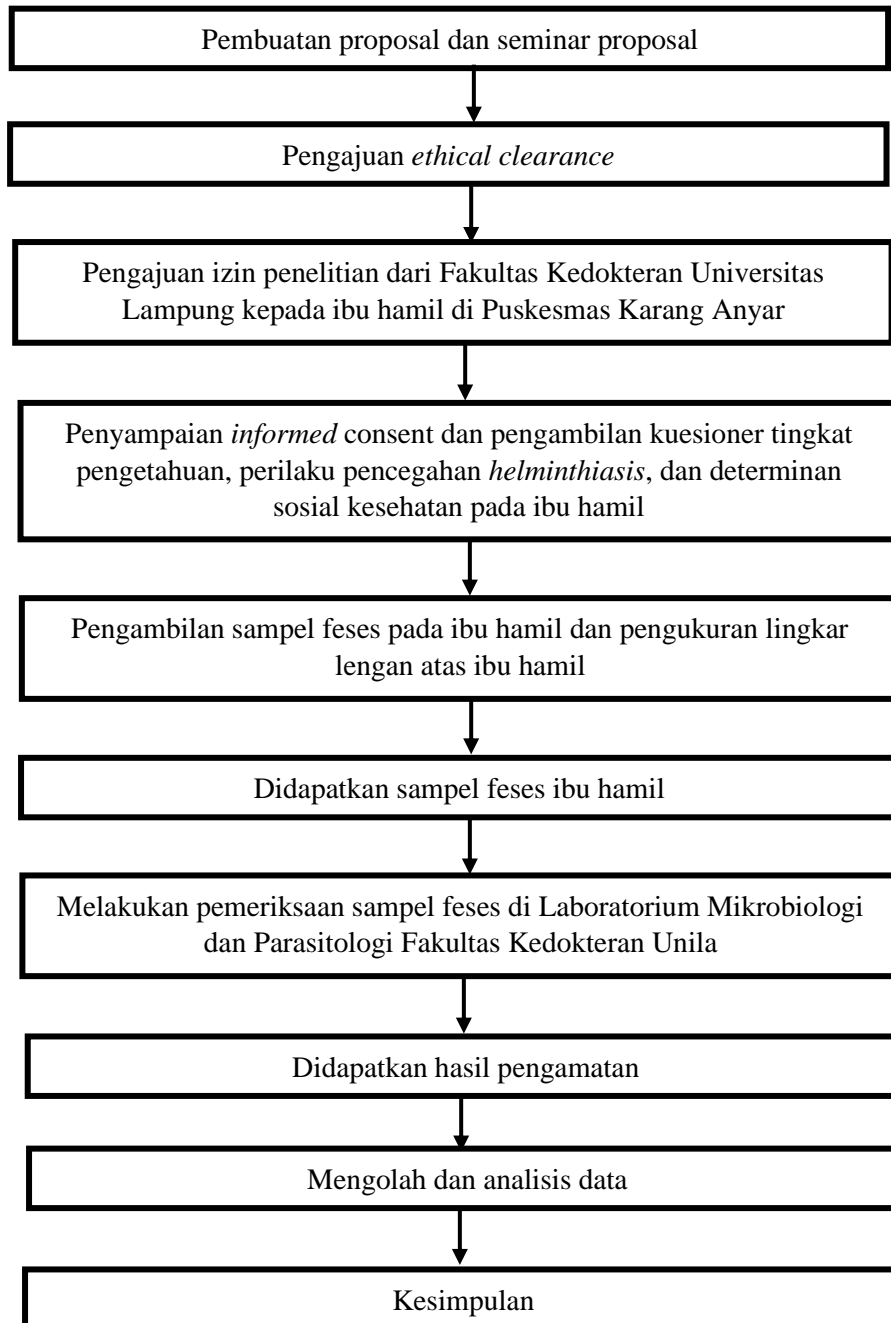 Pembuatan proposal dan seminar proposal
Pengajuan ethical clearance
Pengajuan izin penelitian dari Fakultas Kedokteran Universitas
Lampung kepada ibu hamil di Puskesmas Karang Anyar
Penyampaian informed consent dan pengambilan kuesioner tingkat
pengetahuan, perilaku pencegahan helminthiasis, dan determinan
sosial kesehatan pada ibu hamil
Pengambilan sampel feses pada ibu hamil dan pengukuran lingkar
lengan atas ibu hamil
Didapatkan sampel feses ibu hamil
Melakukan pemeriksaan sampel feses di Laboratorium Mikrobiologi
dan Parasitologi Fakultas Kedokteran Unila
Didapatkan hasil pengamatan
Mengolah dan analisis data
Kesimpulan